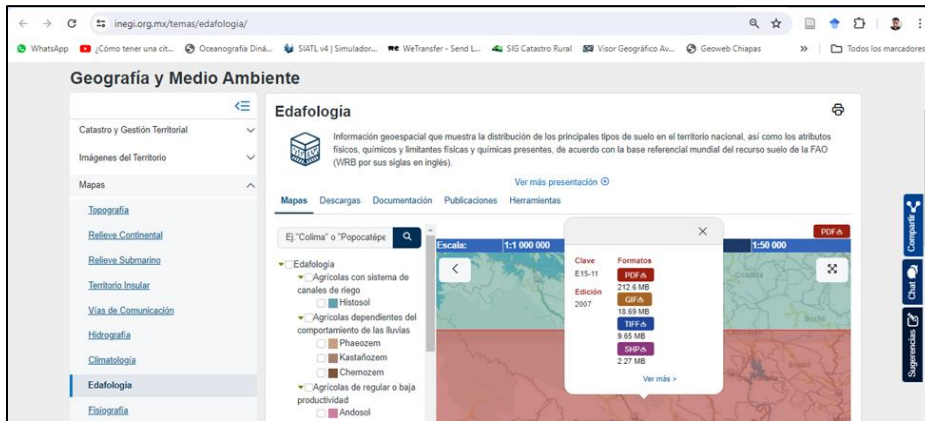 inegi.org.mx/temas/edafologia/
WhatsApp ¿Cómo tener una cit... Oceanografía Diná... SIATL v4 | Simulador... WeTransfer - Send L... SIG Catastro Rural Visor Geográfico Av... Geoweb Chiapas » Todos los marcadores
Geografía y Medio Ambiente
Catastro y Gestión Territorial
Imágenes del Territorio
Mapas
Topografía
Relieve Continental
Relieve Submarino
Territorio Insular
Vías de Comunicación
Hidrografía
Climatología
Edafología
Fisiografía
Edafología
Información geoespacial que muestra la distribución de los principales tipos de suelo en el territorio nacional, así como los atributos
físicos, químicos y limitantes físicas y químicas presentes, de acuerdo con la base referencial mundial del recurso suelo de la FAO
(WRB por sus siglas en inglés).
Ver más presentación
Mapas Descargas Documentación Publicaciones Herramientas
Ej."Colima" o "Popocatépe
Edafología
Agrícolas con sistema de
canales de riego
Histosol
Agrícolas dependientes del
comportamiento de las lluvias
Phaeozem
Kastañozem
Chernozem
Agrícolas de regular o baja
productividad
Andosol
PDF
Escala: 1:1 000 000 1:50 000
Clave Formatos
E15-11 PDF
212.6 MB
Edición GIF
2007 18.69 MB
TIFF
9.65 MB
SHP
2.27 MB
Ver más >
Compartir
Chat
Sugerencias